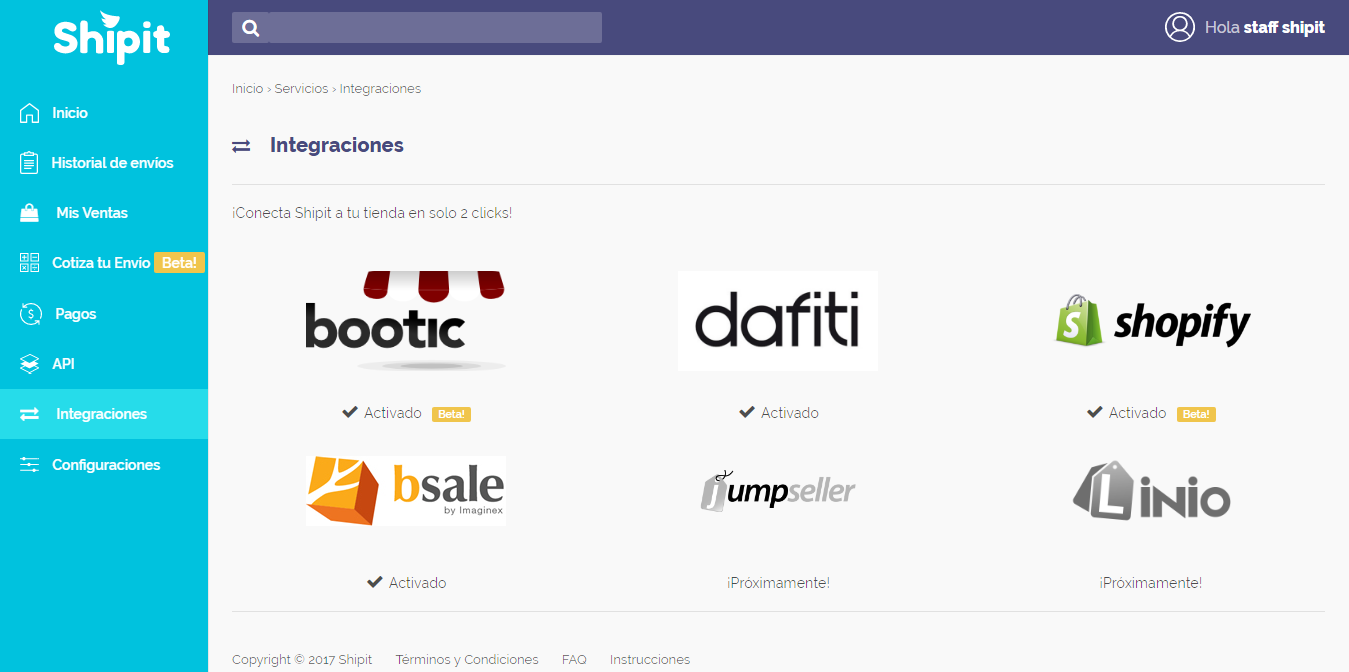 Shipit
Hola staff shipit
Inicio
Historial de envíos
Mis Ventas
Cotiza tu Envío Beta!
Pagos
API
Integraciones
Configuraciones
Inicio › Servicios › Integraciones
Integraciones
¡Conecta Shipit a tu tienda en solo 2 clicks!
bootic
dafiti
shopify
Activado Beta!
Activado
Activado Beta!
bsale
by Imaginex
jumpseller
Linio
Activado
¡Próximamente!
¡Próximamente!
Copyright © 2017 Shipit Términos y Condiciones FAQ Instrucciones